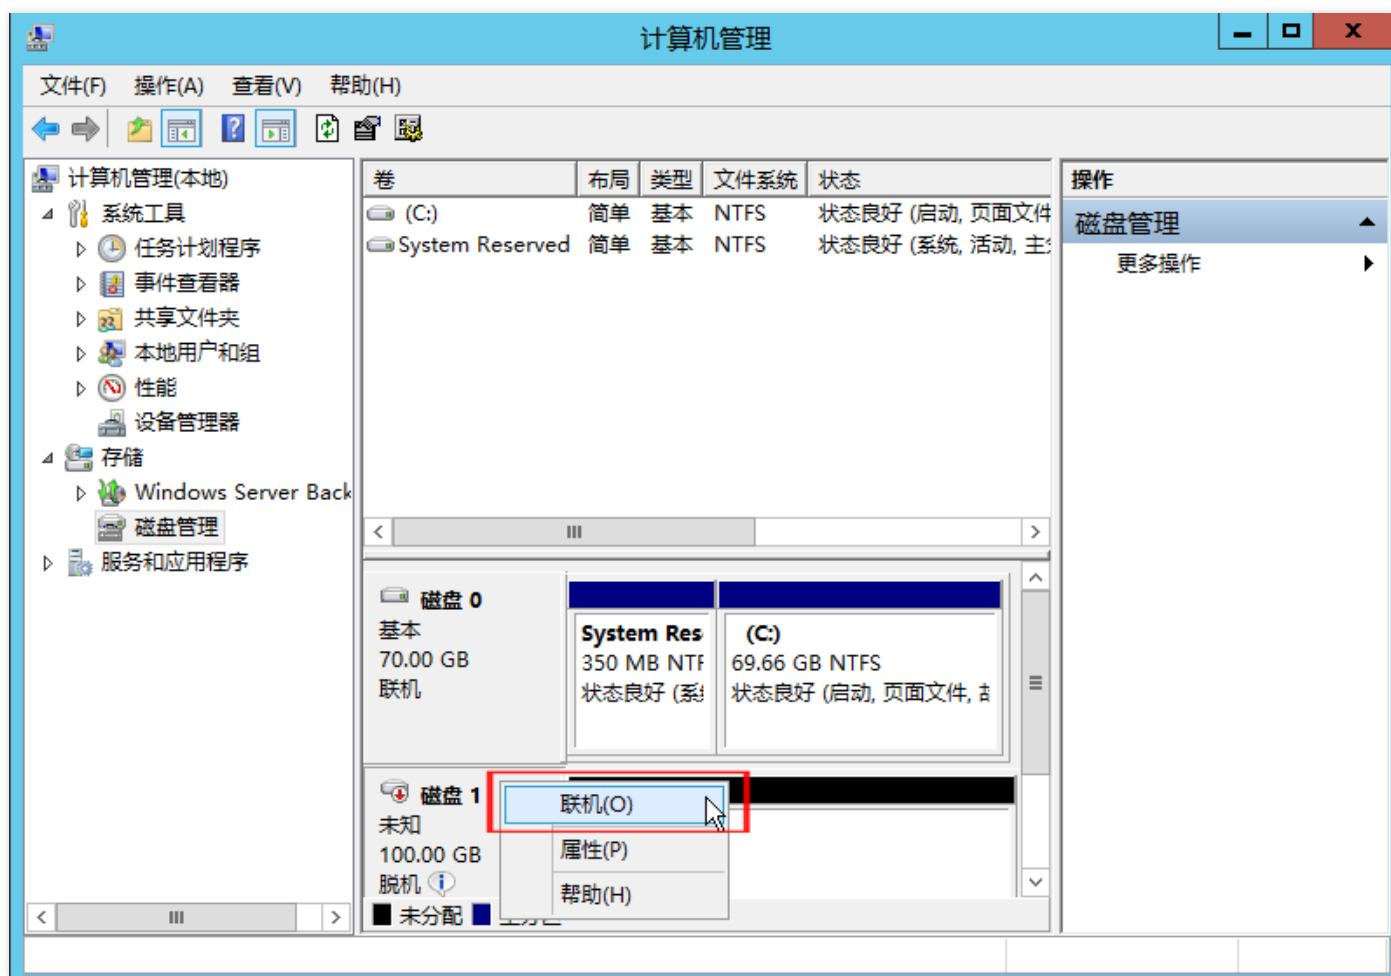 计算机管理
文件(F) 操作(A) 查看(V) 帮助(H)
计算机管理(本地)
系统工具
任务计划程序
事件查看器
共享文件夹
本地用户和组
性能
设备管理器
存储
Windows Server Back
磁盘管理
服务和应用程序
卷 布局 类型 文件系统 状态
(C:) 简单 基本 NTFS 状态良好 (启动, 页面文件
System Reserved 简单 基本 NTFS 状态良好 (系统, 活动, 主
操作
磁盘管理
更多操作
磁盘 0
基本
70.00 GB
联机
System Res
350 MB NTF
状态良好 (系
(C:)
69.66 GB NTFS
状态良好 (启动, 页面文件,
磁盘 1
未知
100.00 GB
脱机
联机(O)
属性(P)
帮助(H)
未分配